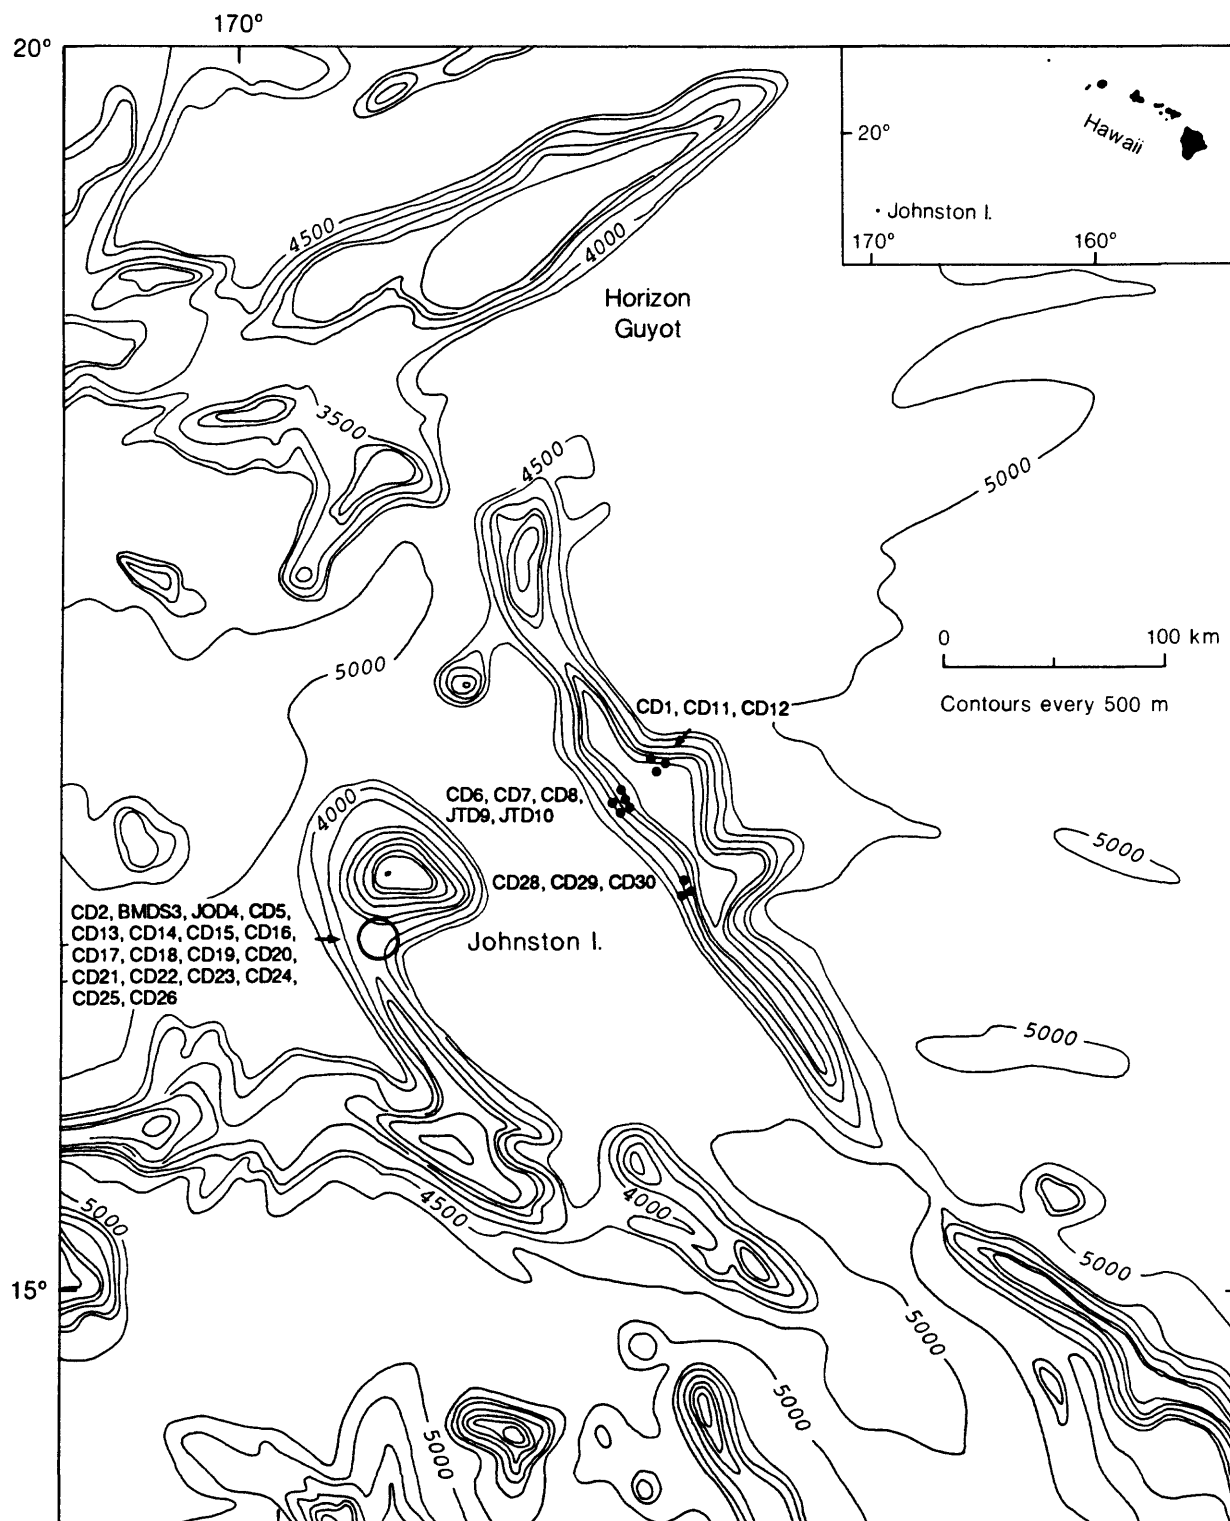 170°
20°
4500
4000
Horizon
Guyot
20°
Hawaii
Johnston I.
170°
160°
3500
4500
5000
0
100 km
Contours every 500 m
5000
CD1, CD11, CD12
4000
CD6, CD7, CD8,
JTD9, JTD10
5000
CD28, CD29, CD30
CD2, BMDS3, JOD4, CD5,
CD13, CD14, CD15, CD16,
CD17, CD18, CD19, CD20,
CD21, CD22, CD23, CD24,
CD25, CD26
Johnston I.
5000
5000
4500
4000
5000
15°
5000
5000
5000